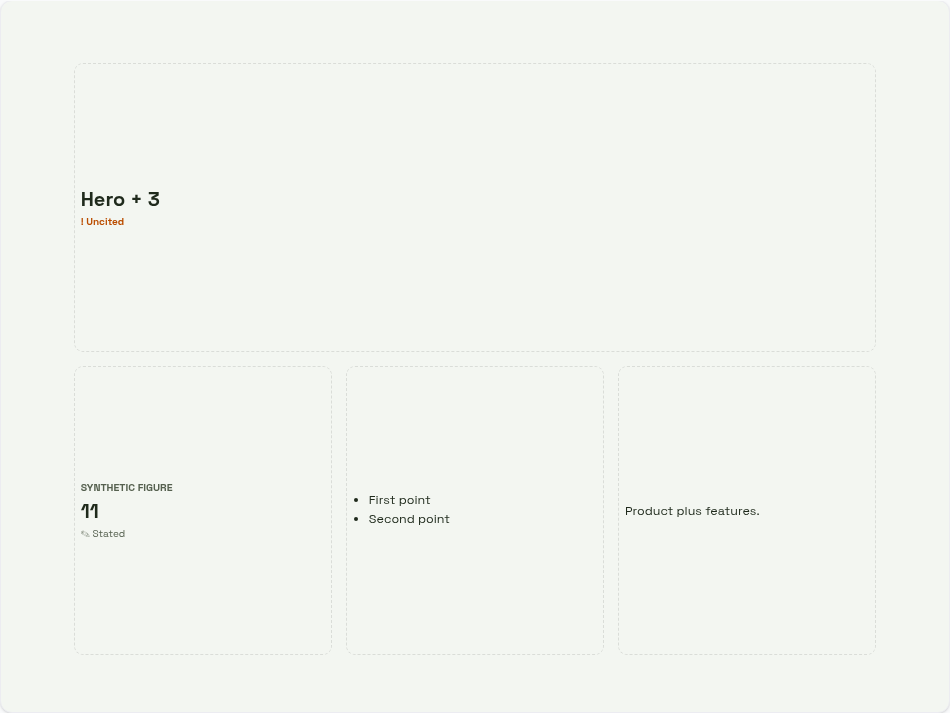 Hero + 3
! Uncited
SYNTHETIC FIGURE
11
✎ Stated
• First point
• Second point
Product plus features.